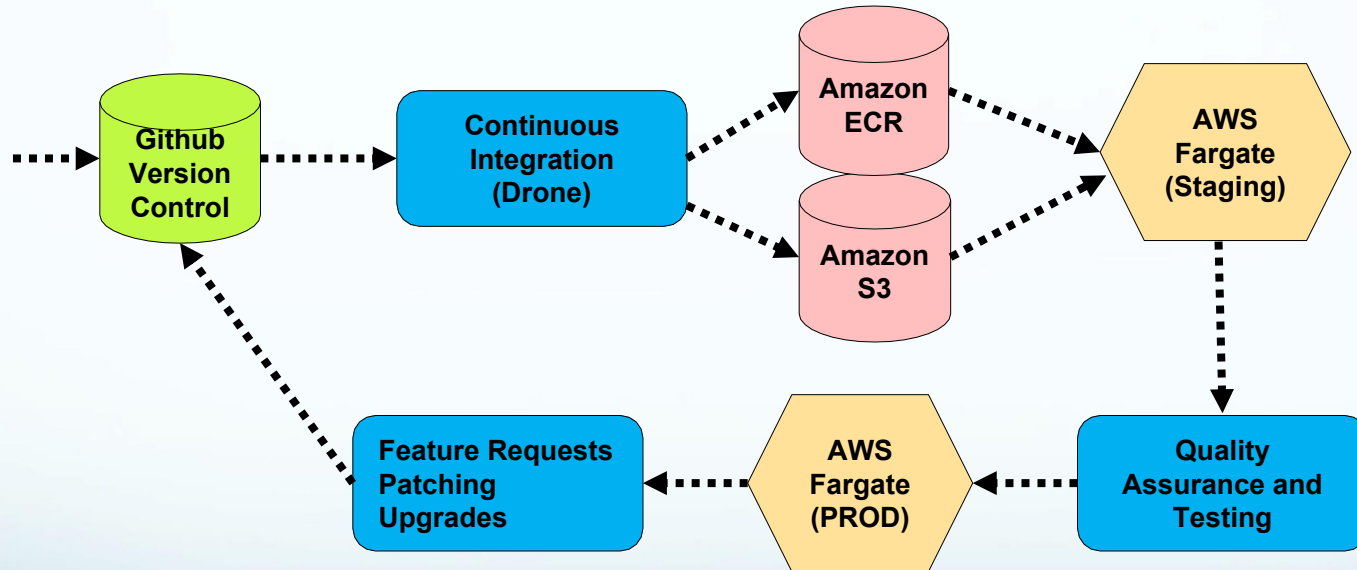 Github
Version
Control
Continuous
Integration
(Drone)
Amazon
ECR
Amazon
S3
AWS
Fargate
(Staging)
Quality
Assurance and
Testing
AWS
Fargate
(PROD)
Feature Requests
Patching
Upgrades